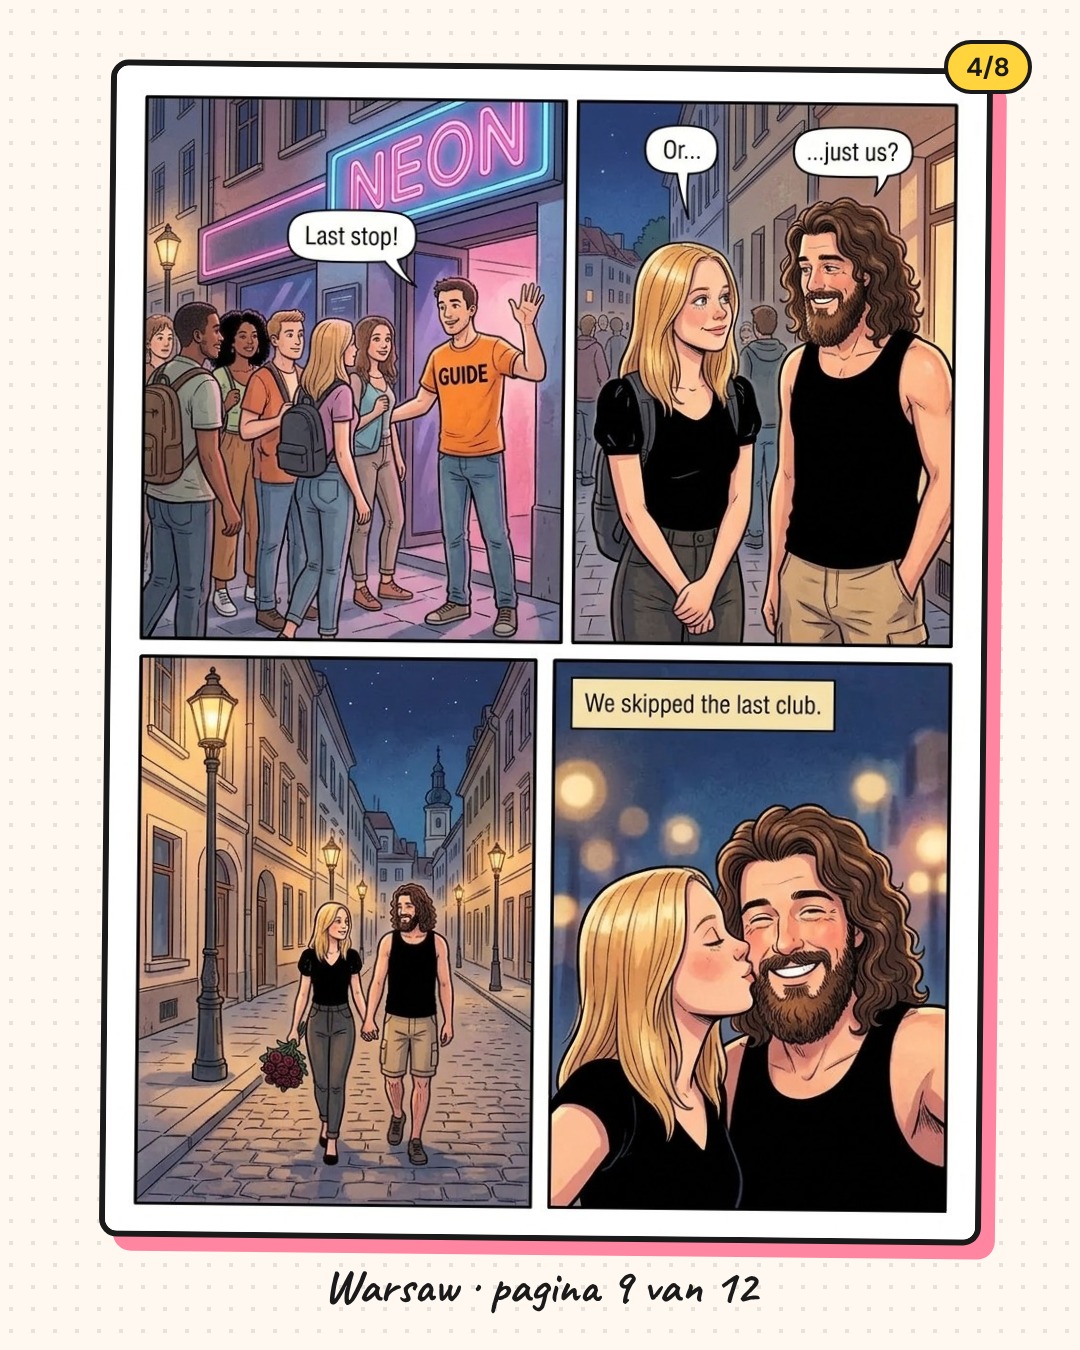 4/8
NEON
Last stop!
GUIDE
Or...
...just us?
We skipped the last club.
Warsaw · pagina 9 van 12